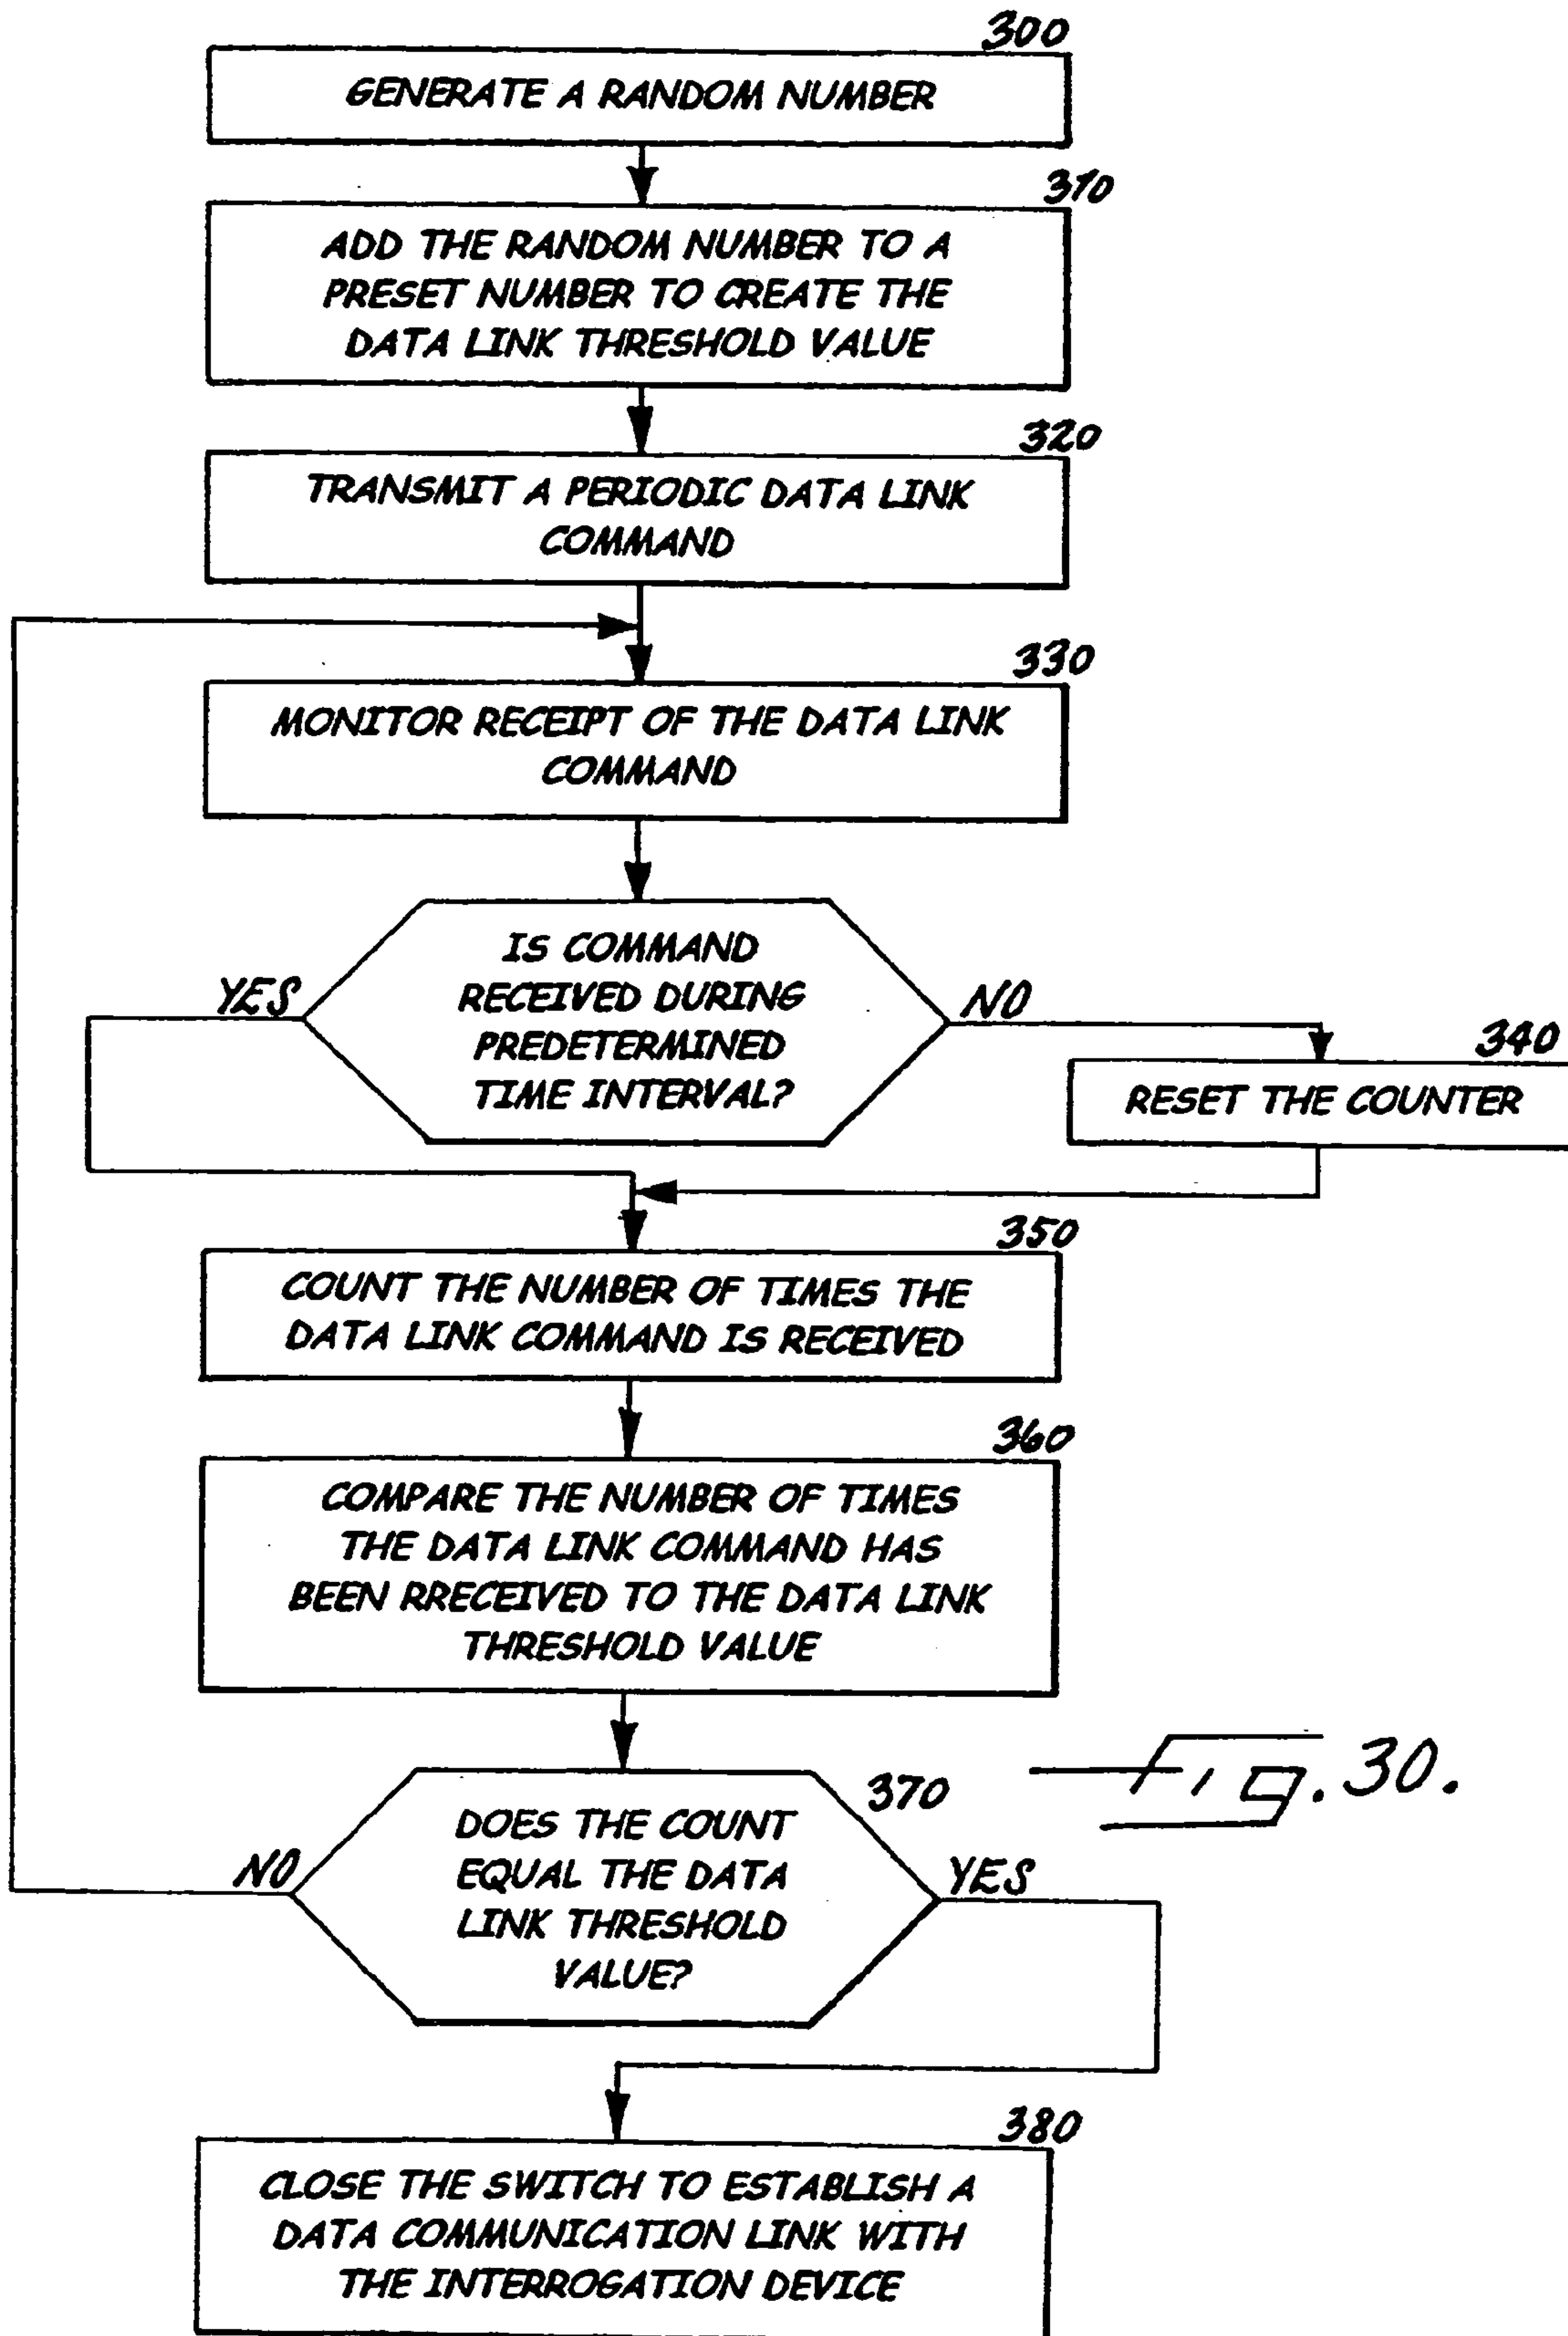 300
GENERATE A RANDOM NUMBER
310
ADD THE RANDOM NUMBER TO A
PRESET NUMBER TO CREATE THE
DATA LINK THRESHOLD VALUE
320
TRANSMIT A PERIODIC DATA LINK
COMMAND
330
MONITOR RECEIPT OF THE DATA LINK
COMMAND
IS COMMAND
RECEIVED DURING
PREDETERMINED
TIME INTERVAL?
YES
NO
340
RESET THE COUNTER
350
COUNT THE NUMBER OF TIMES THE
DATA LINK COMMAND IS RECEIVED
360
COMPARE THE NUMBER OF TIMES
THE DATA LINK COMMAND HAS
BEEN RRECEIVED TO THE DATA LINK
THRESHOLD VALUE
370
DOES THE COUNT
EQUAL THE DATA
LINK THRESHOLD
VALUE?
NO
YES
Fig. 30.
380
CLOSE THE SWITCH TO ESTABLISH A
DATA COMMUNICATION LINK WITH
THE INTERROGATION DEVICE